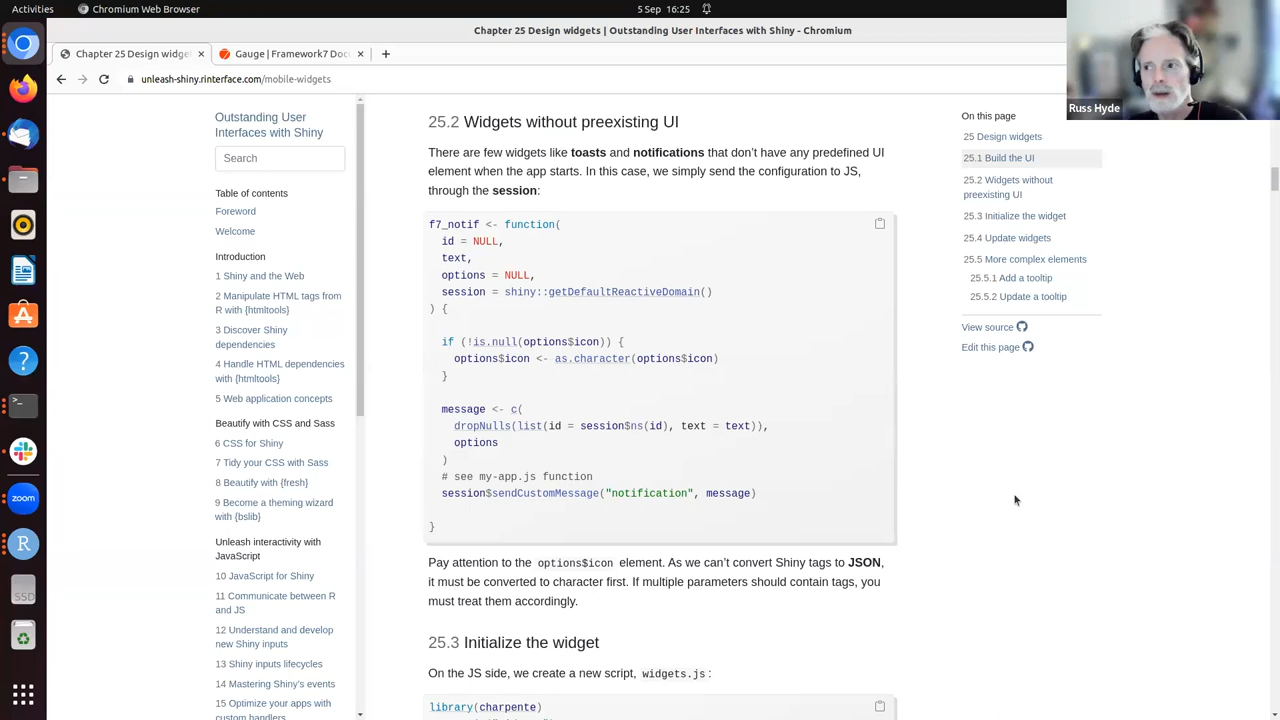 Activities
Chromium Web Browser
5 Sep 16:25
Chapter 25 Design widgets | Outstanding User Interfaces with Shiny - Chromium
Chapter 25 Design widge
Gauge | Framework7 Doc
unleash-shiny.rinterface.com/mobile-widgets
Russ Hyde
Outstanding User
Interfaces with Shiny
Search
Table of contents
Foreword
Welcome
Introduction
1 Shiny and the Web
2 Manipulate HTML tags from
R with {htmltools}
3 Discover Shiny
dependencies
4 Handle HTML dependencies
with {htmltools}
5 Web application concepts
Beautify with CSS and Sass
6 CSS for Shiny
7 Tidy your CSS with Sass
8 Beautify with {fresh}
9 Become a theming wizard
with {bslib}
Unleash interactivity with
JavaScript
10 JavaScript for Shiny
11 Communicate between R
and JS
12 Understand and develop
new Shiny inputs
13 Shiny inputs lifecycles
14 Mastering Shiny's events
15 Optimize your apps with
custom handlers
25.2 Widgets without preexisting UI
There are few widgets like toasts and notifications that don't have any predefined UI
element when the app starts. In this case, we simply send the configuration to JS,
through the session:
f7_notif <- function(
id = NULL,
text,
options = NULL,
session = shiny::getDefaultReactiveDomain()
) {
if (!is.null(options$icon)) {
options$icon <- as.character(options$icon)
}
message <- c(
dropNulls(list(id = session$ns(id), text = text)),
options
)
# see my-app.js function
session$sendCustomMessage("notification", message)
}
Pay attention to the options$icon element. As we can't convert Shiny tags to JSON,
it must be converted to character first. If multiple parameters should contain tags, you
must treat them accordingly.
25.3 Initialize the widget
On the JS side, we create a new script, widgets.js:
library(charpente)
On this page
25 Design widgets
25.1 Build the UI
25.2 Widgets without
preexisting UI
25.3 Initialize the widget
25.4 Update widgets
25.5 More complex elements
25.5.1 Add a tooltip
25.5.2 Update a tooltip
View source
Edit this page
zoom
R
SSD